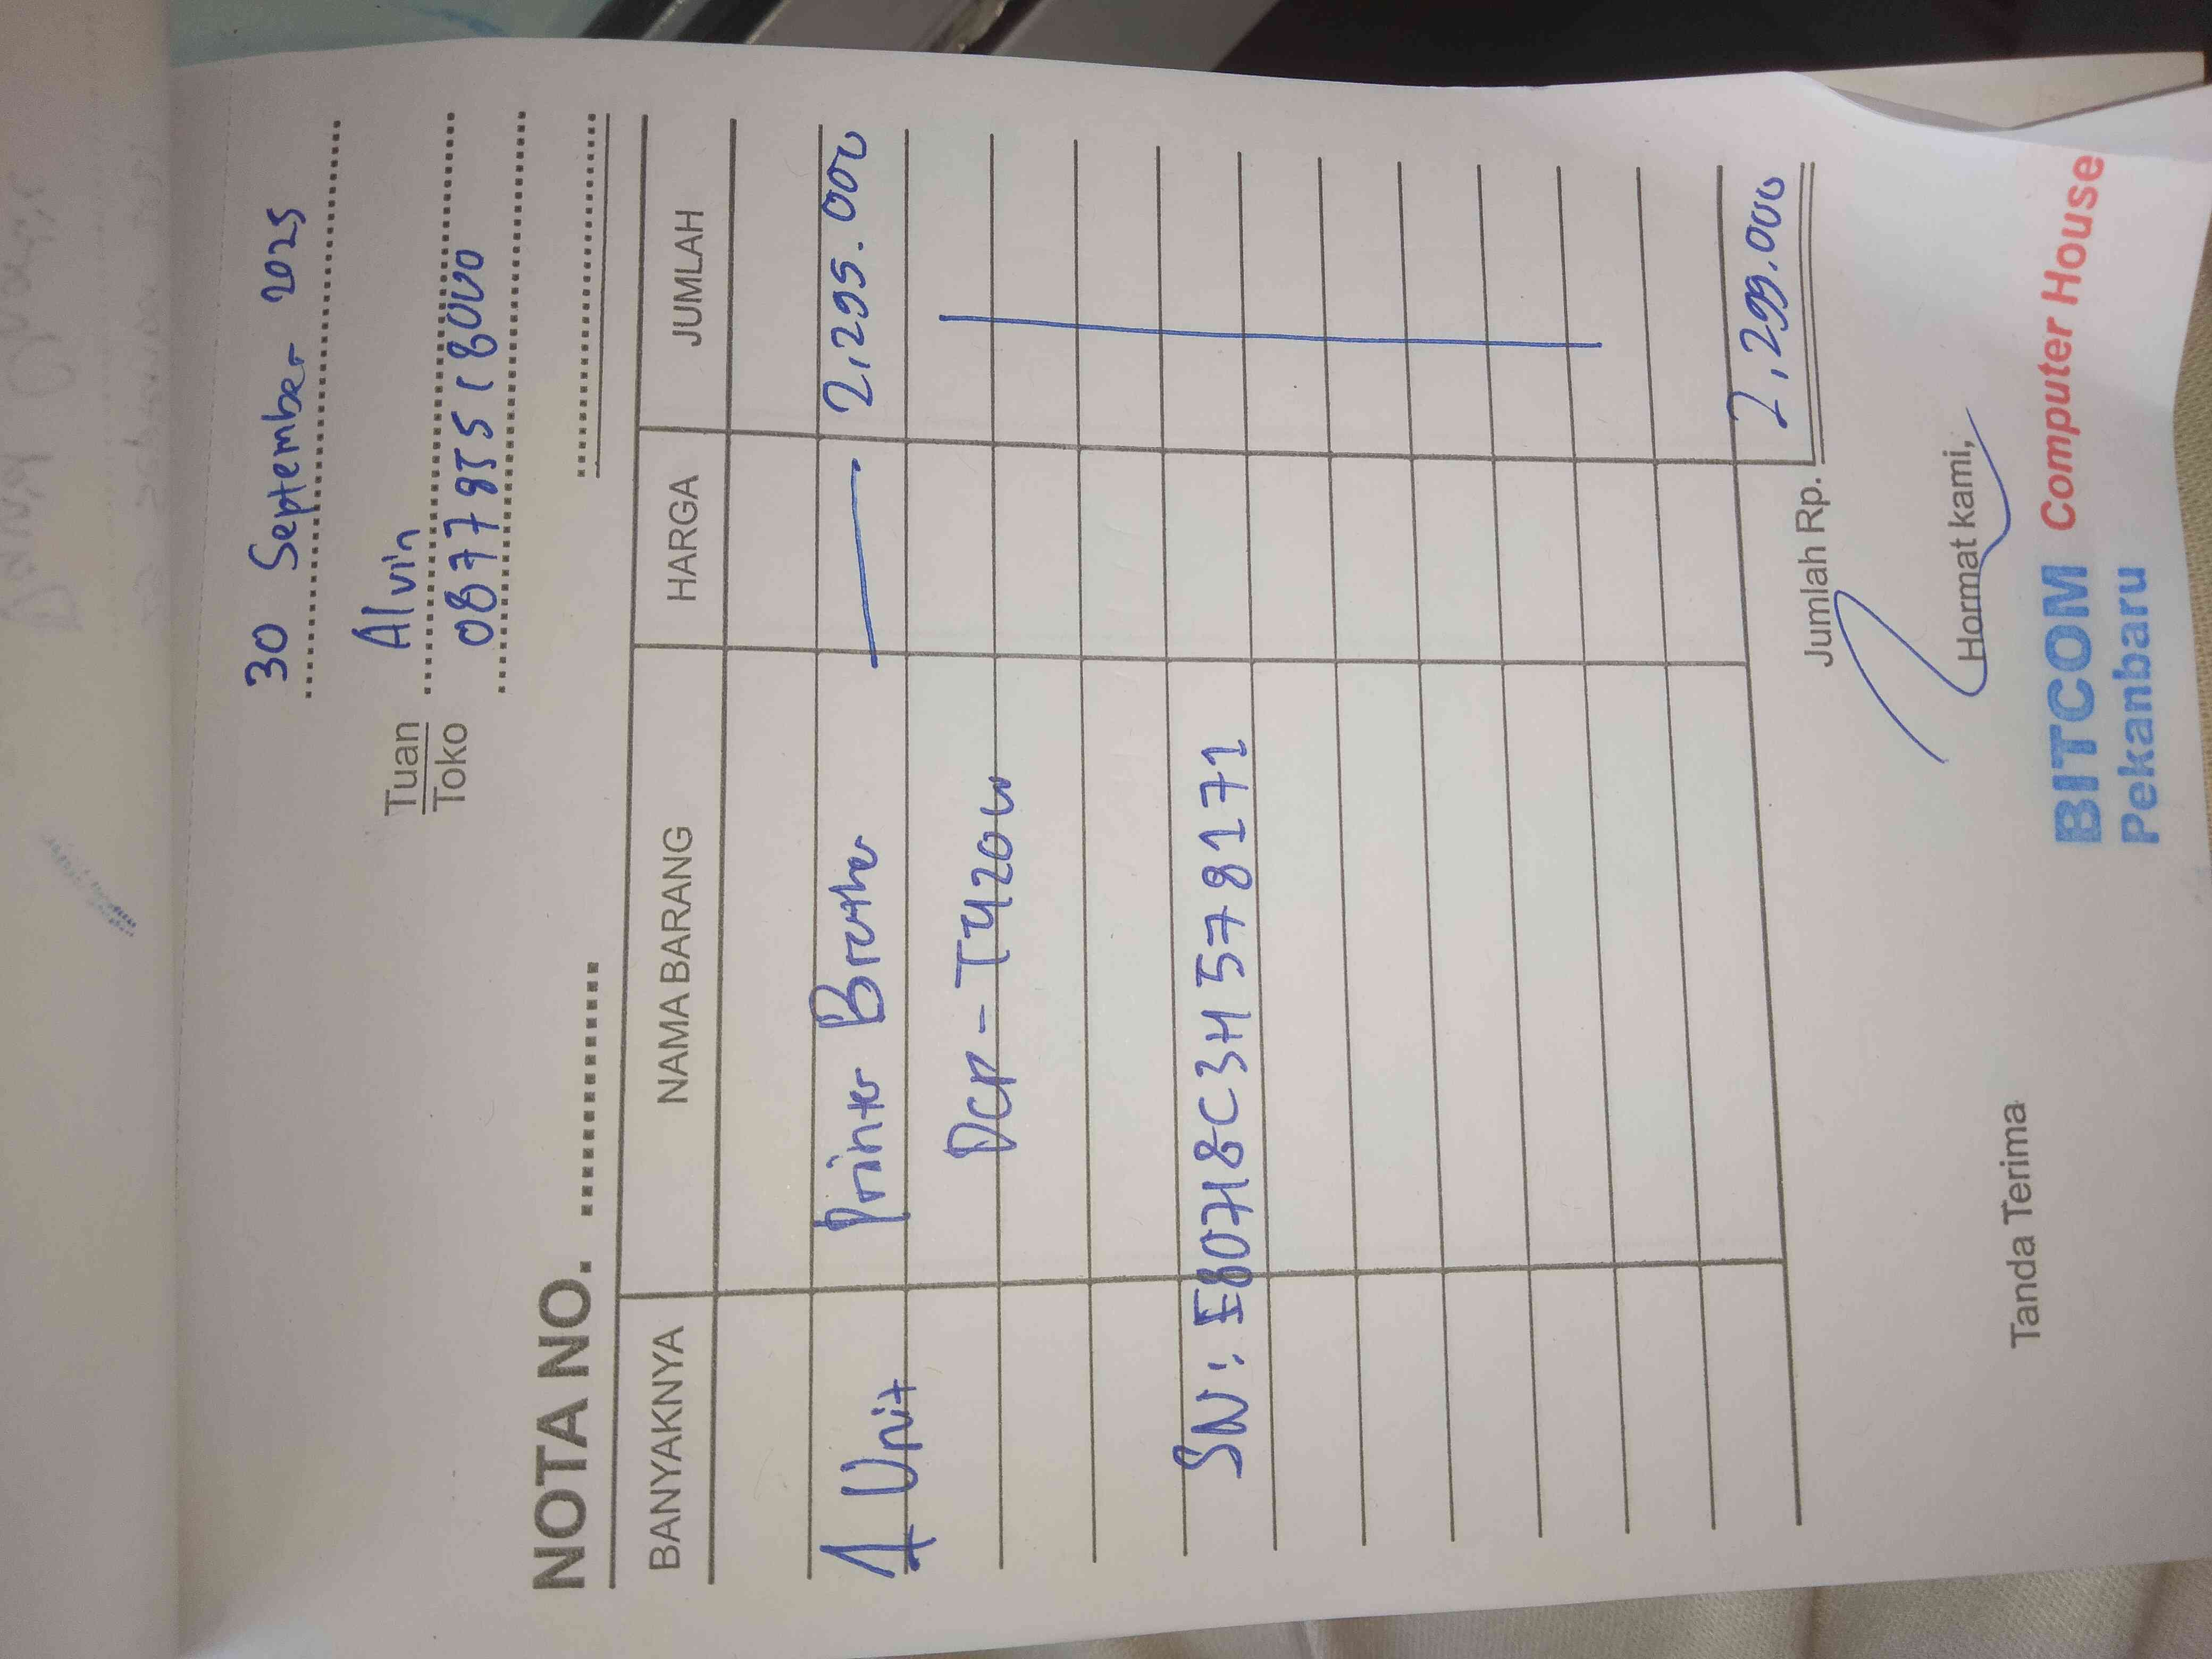 30 September 2025
Tuan
Toko
Alvin
087785518000
NOTA NO. ............
BANYAKNYA NAMA BARANG HARGA JUMLAH
1 Unit Printer Brother 2,295.000
DCP-T420W
SN: E80718C3H578171
Jumlah Rp. 2,299.000
Tanda Terima Hormat kami,
BITCOM Computer House
Pekanbaru